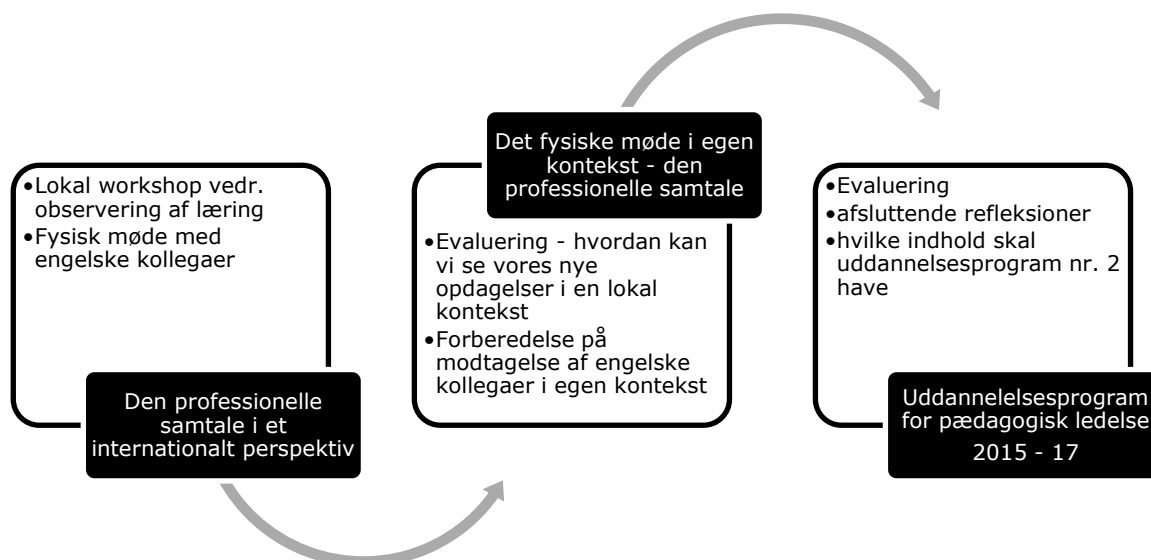 •Lokal workshop vedr.
observering af læring
•Fysisk møde med
engelske kollegaer
Den professionelle
samtale i et
internationalt perspektiv
Det fysiske møde i egen
kontekst - den
professionelle samtale
•Evaluering - hvordan kan
vi se vores nye
opdagelser i en lokal
kontekst
•Forberedelse på
modtagelse af engelske
kollegaer i egen kontekst
•Evaluering
•afsluttende refleksioner
•hvilke indhold skal
uddannelsesprogram nr. 2
have
Uddannelelsesprogram
for pædagogisk ledelse
2015 - 17